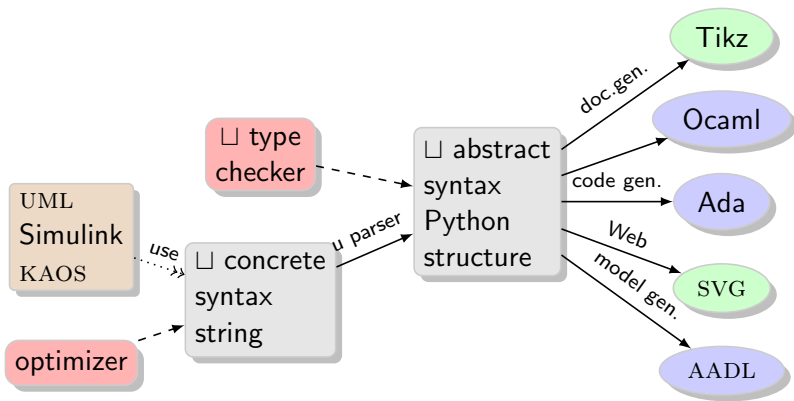 UML
Simulink
KAOS
use
optimizer
⊔ type
checker
⊔ concrete
syntax
string
u parser
⊔ abstract
syntax
Python
structure
doc.gen.
code gen.
Web
model gen.
Tikz
Ocaml
Ada
SVG
AADL